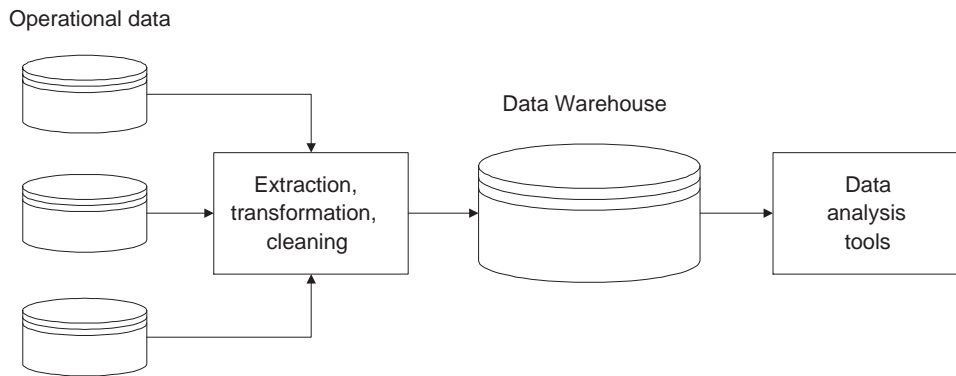 Operational data
Data Warehouse
Extraction,
transformation,
cleaning
Data
analysis
tools